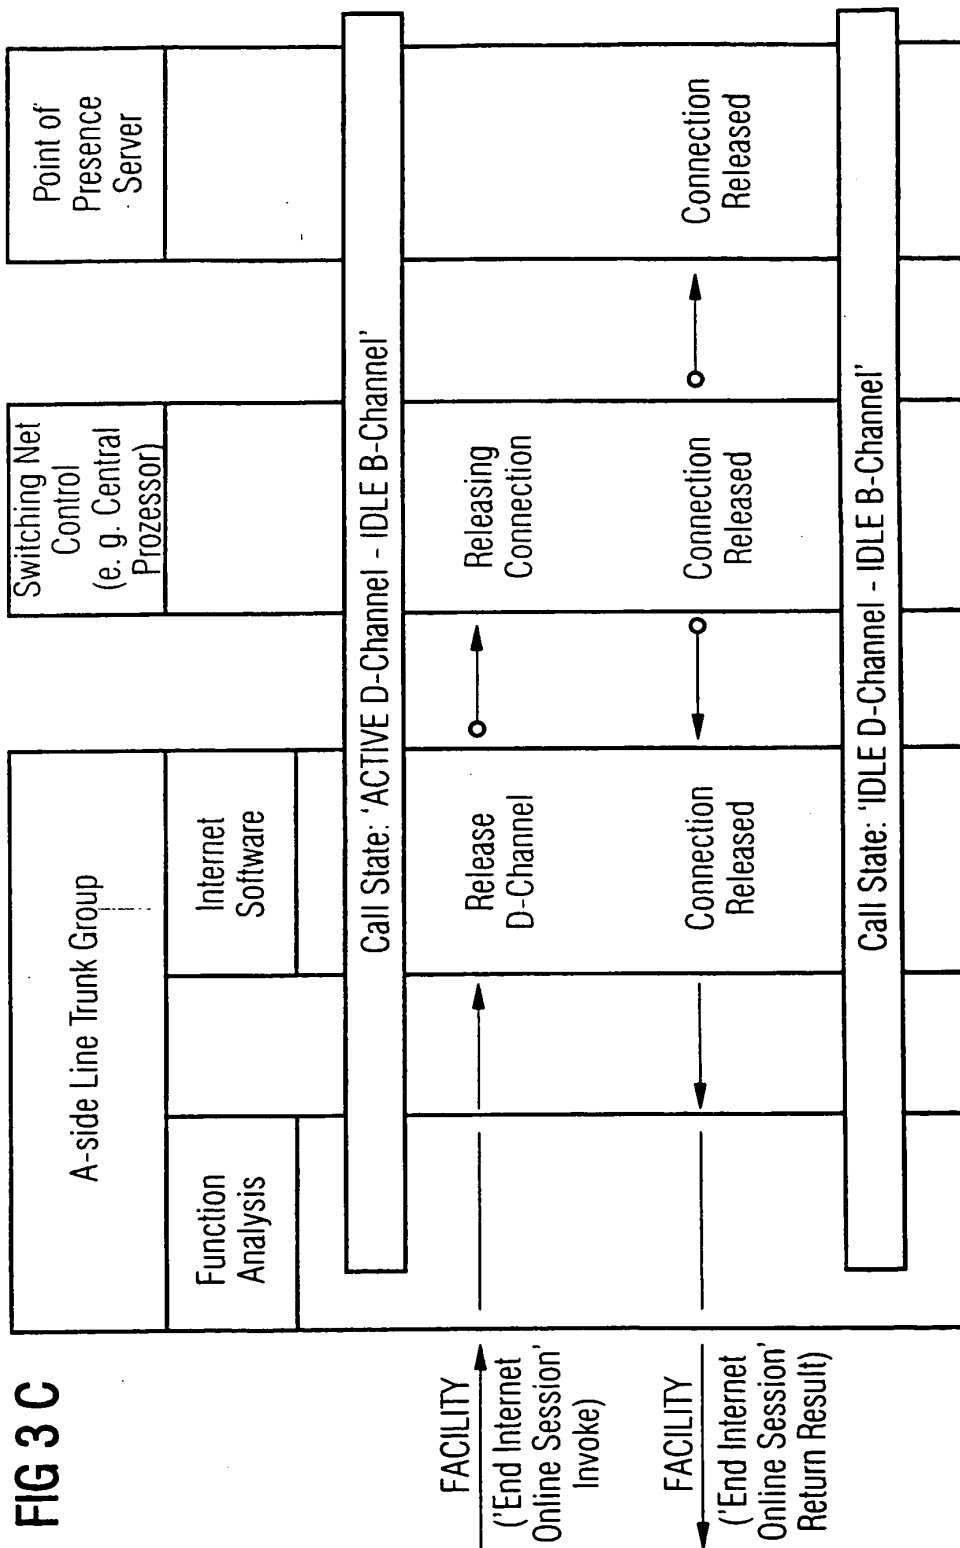 FIG 3 C
A-side Line Trunk Group
Function
Analysis
Internet
Software
Switching Net
Control
(e. g. Central
Prozessor)
Point of
Presence
Server
Call State: 'ACTIVE D-Channel - IDLE B-Channel'
FACILITY
('End Internet
Online Session'
Invoke)
Release
D-Channel
Releasing
Connection
FACILITY
('End Internet
Online Session'
Return Result)
Connection
Released
Connection
Released
Connection
Released
Call State: 'IDLE D-Channel - IDLE B-Channel'